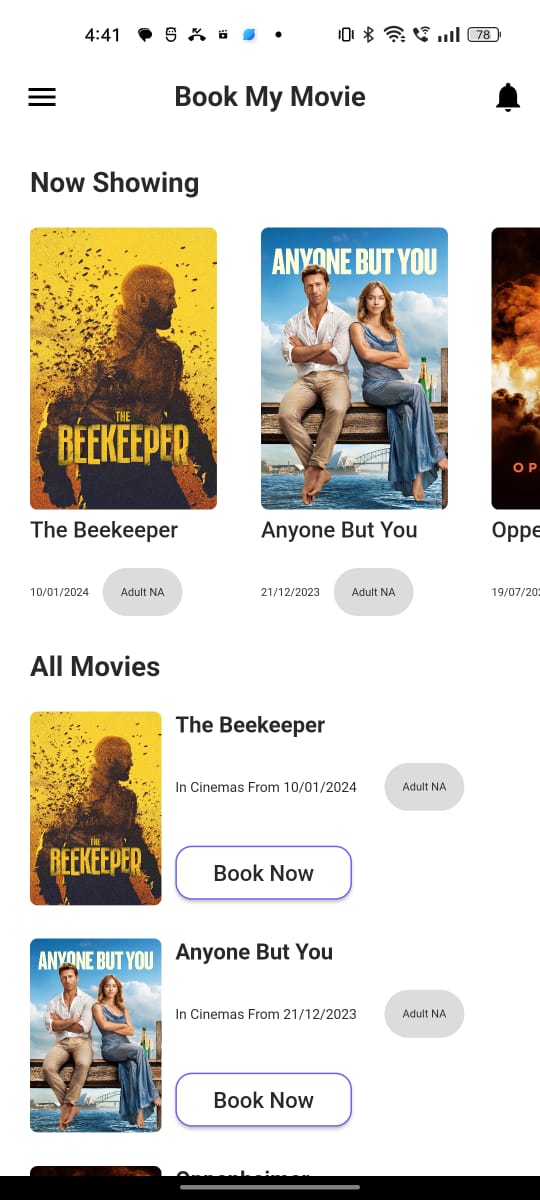 4:41
78
Book My Movie
Now Showing
THE
BEEKEEPER
ANYONE BUT YOU
OP
The Beekeeper
Anyone But You
Oppe
10/01/2024
Adult NA
21/12/2023
Adult NA
19/07/202
All Movies
THE
BEEKEEPER
The Beekeeper
In Cinemas From 10/01/2024
Adult NA
Book Now
ANYONE BUT YOU
Anyone But You
In Cinemas From 21/12/2023
Adult NA
Book Now
Oppenheimer